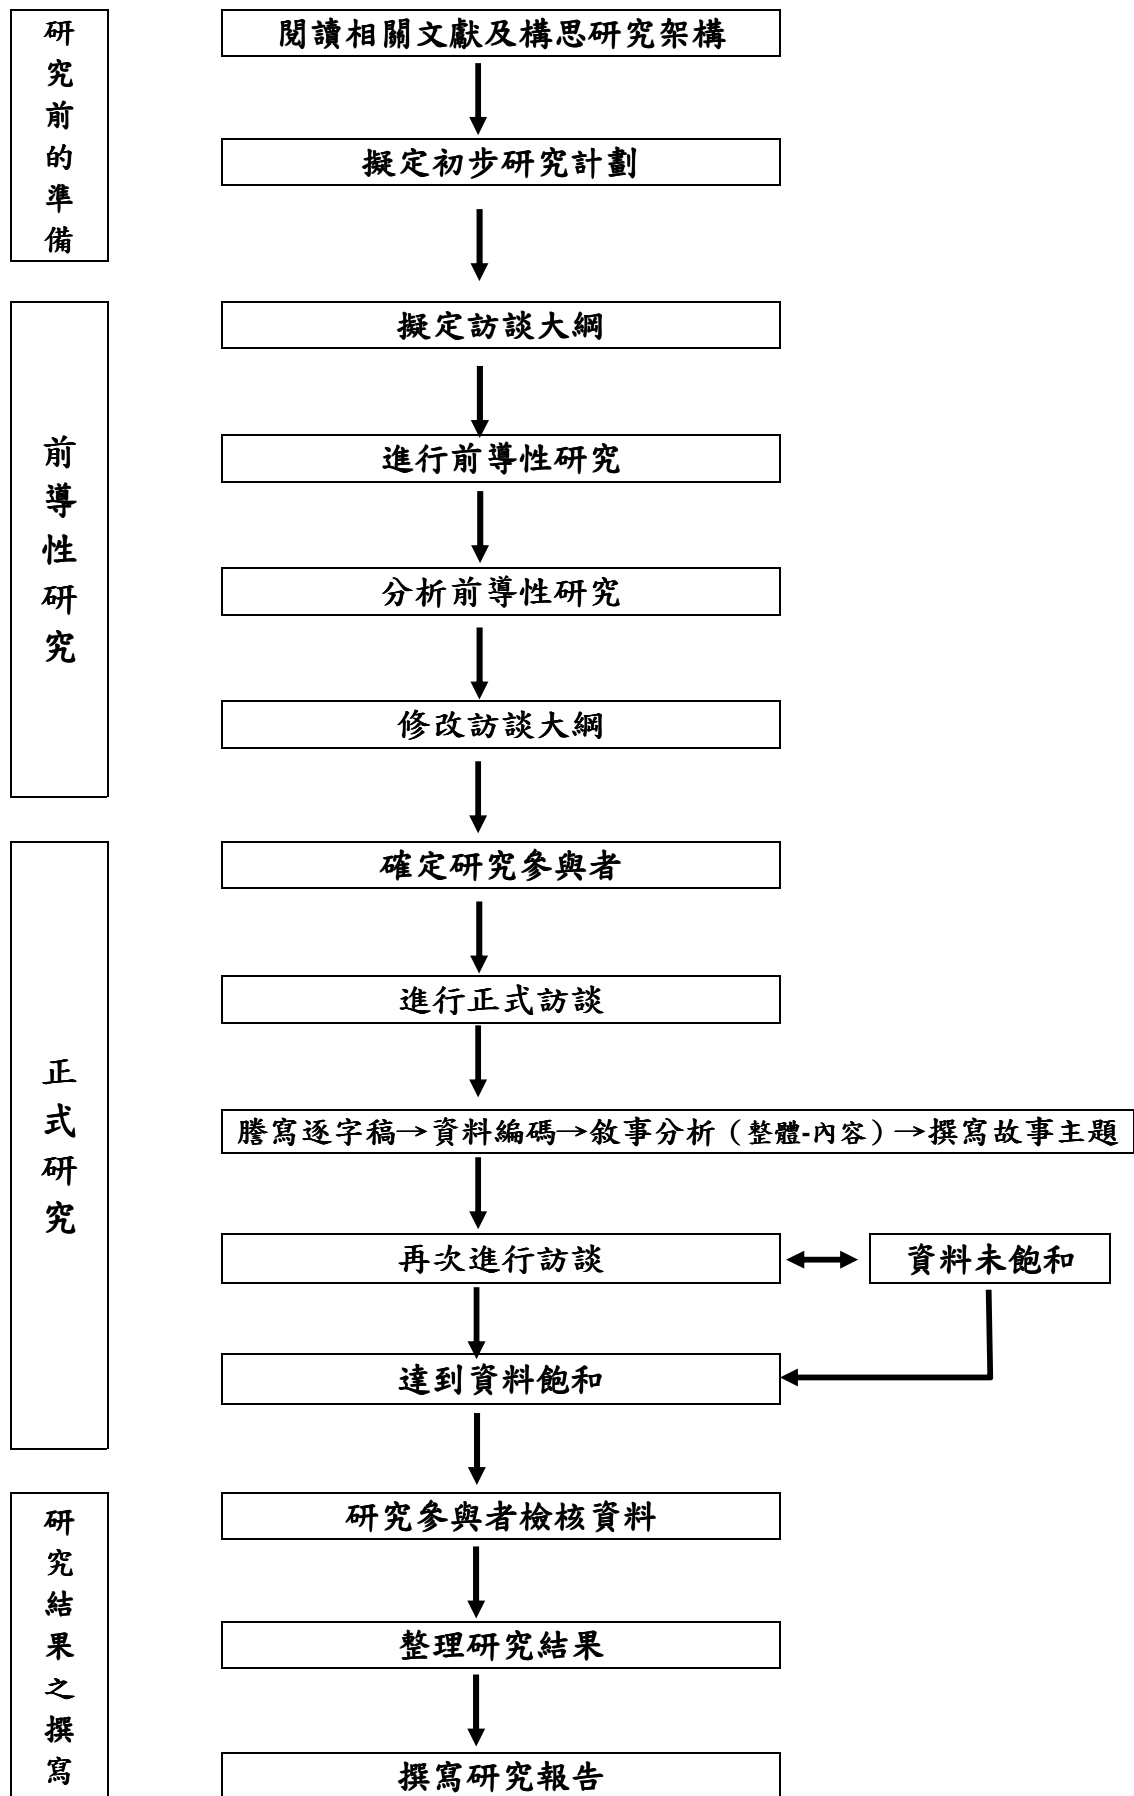 研究前的準備
閱讀相關文獻及構思研究架構
擬定初步研究計劃
前導性研究
擬定訪談大綱
進行前導性研究
分析前導性研究
修改訪談大綱
正式研究
確定研究參與者
進行正式訪談
謄寫逐字稿→資料編碼→敘事分析（整體-內容）→撰寫故事主題
再次進行訪談
資料未飽和
達到資料飽和
研究結果之撰寫
研究參與者檢核資料
整理研究結果
撰寫研究報告